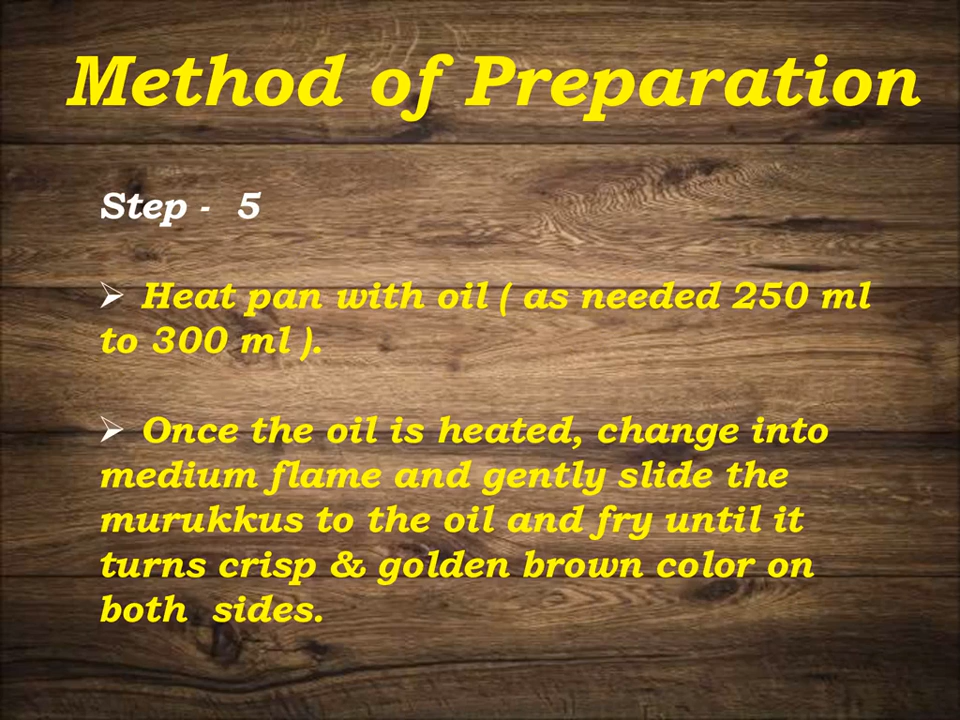 Method of Preparation
Step -  5
➢ Heat pan with oil ( as needed 250 ml
to 300 ml ).
➢ Once the oil is heated, change into
medium flame and gently slide the
murukkus to the oil and fry until it
turns crisp & golden brown color on
both  sides.